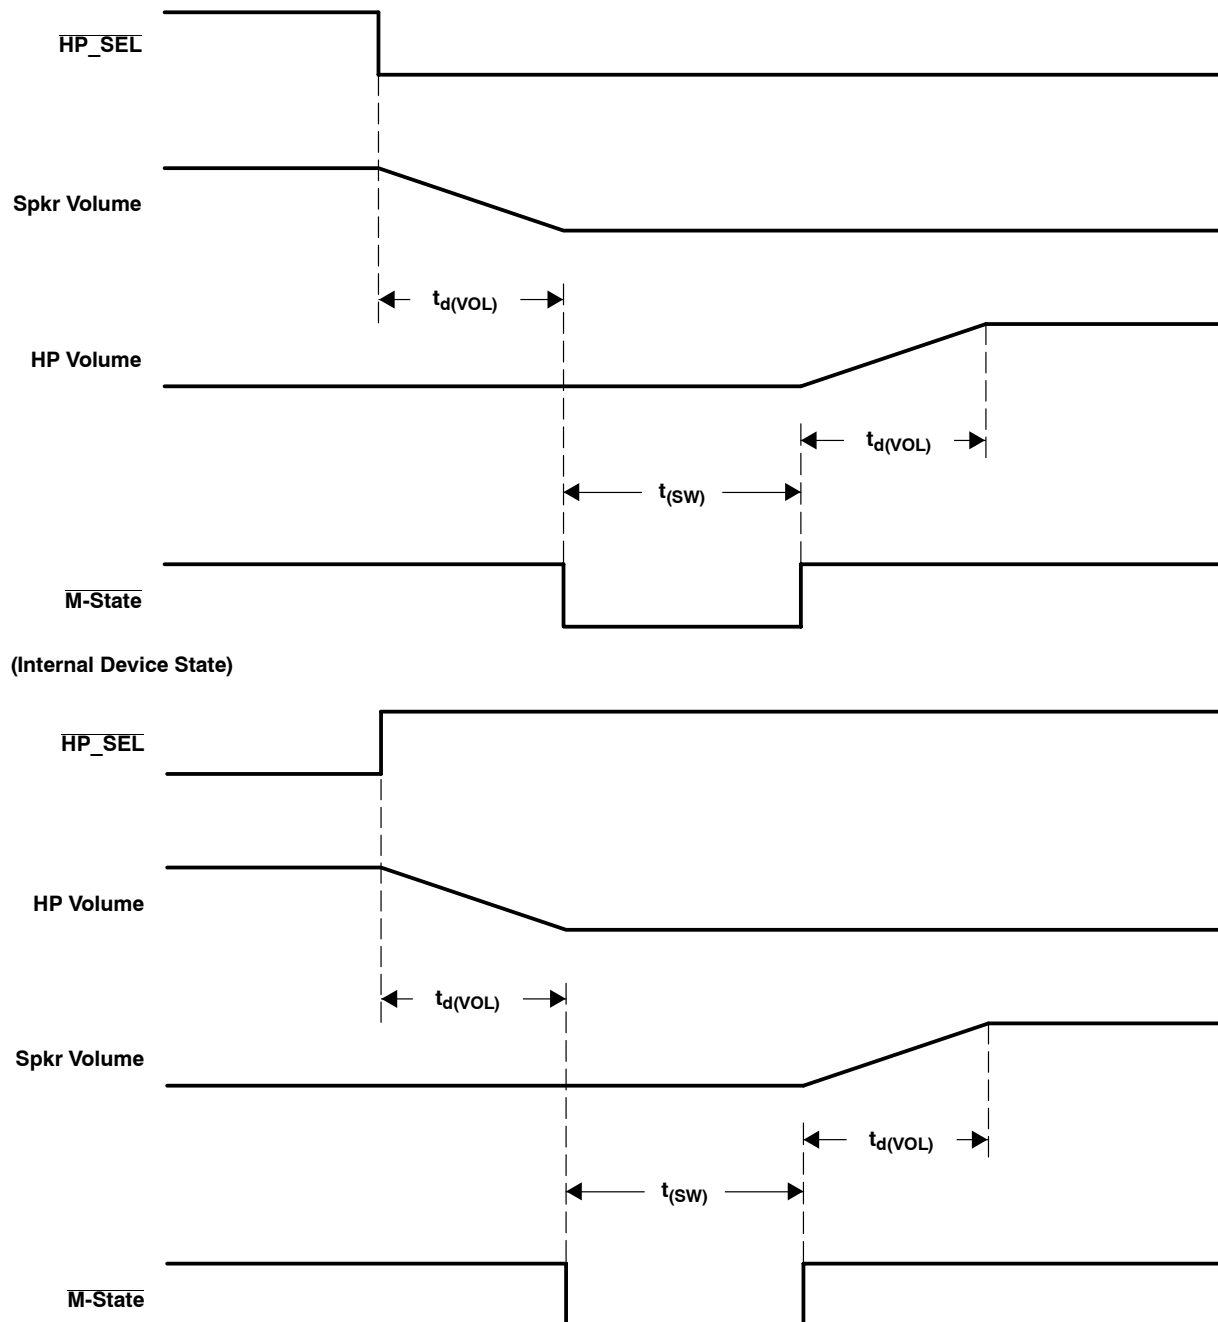 HP_SEL
Spkr Volume
td(VOL)
HP Volume
td(VOL)
t(SW)
M-State
(Internal Device State)
HP_SEL
HP Volume
td(VOL)
Spkr Volume
td(VOL)
t(SW)
M-State